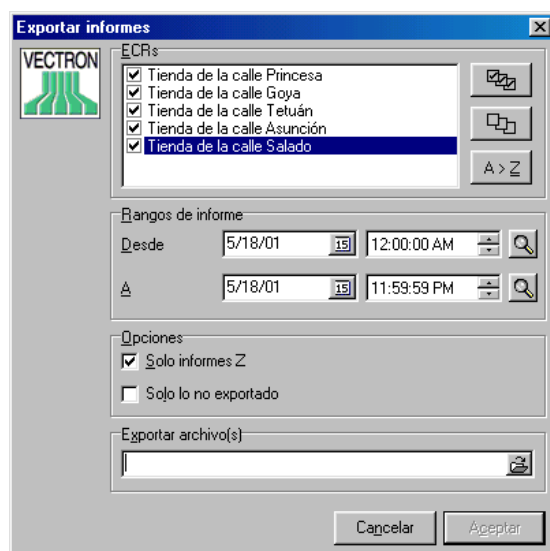 Exportar informes
VECTRON
ECRs
Tienda de la calle Princesa
Tienda de la calle Goya
Tienda de la calle Tetuán
Tienda de la calle Asunción
Tienda de la calle Salado
A > Z
Rangos de informe
Desde 5/18/01 15 12:00:00 AM
A 5/18/01 15 11:59:59 PM
Opciones
Solo informes Z
Solo lo no exportado
Exportar archivo(s)
Cancelar Aceptar